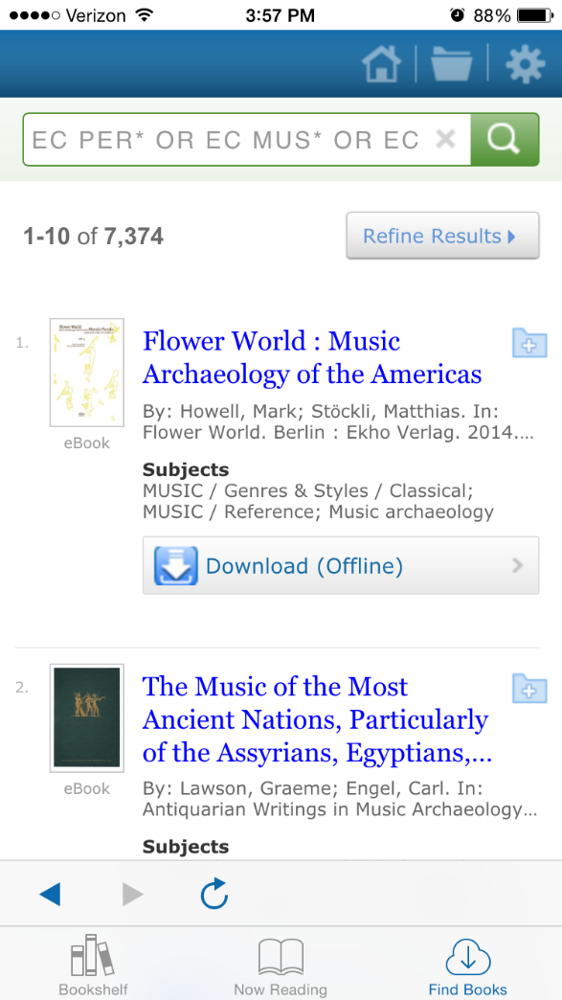 Verizon 3:57 PM 88%
EC PER* OR EC MUS* OR EC
1-10 of 7,374
Refine Results
1.
Flower World : Music
Archaeology of the Americas
By: Howell, Mark; Stöckli, Matthias. In:
Flower World. Berlin : Ekho Verlag. 2014....
eBook
Subjects
MUSIC / Genres & Styles / Classical;
MUSIC / Reference; Music archaeology
Download (Offline)
2.
The Music of the Most
Ancient Nations, Particularly
of the Assyrians, Egyptians,...
eBook
By: Lawson, Graeme; Engel, Carl. In:
Antiquarian Writings in Music Archaeology...
Subjects
Bookshelf
Now Reading
Find Books